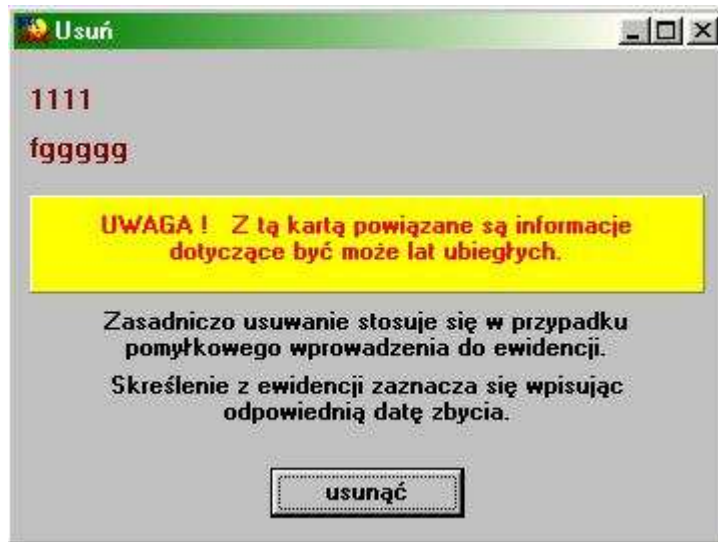 Usuń
1111
fggggg
UWAGA !   Z tą kartą powiązane są informacje
dotyczące być może lat ubiegłych.
Zasadniczo usuwanie stosuje się w przypadku
pomyłkowego wprowadzenia do ewidencji.
Skreślenie z ewidencji zaznacza się wpisując
odpowiednią datę zbycia.
usunąć